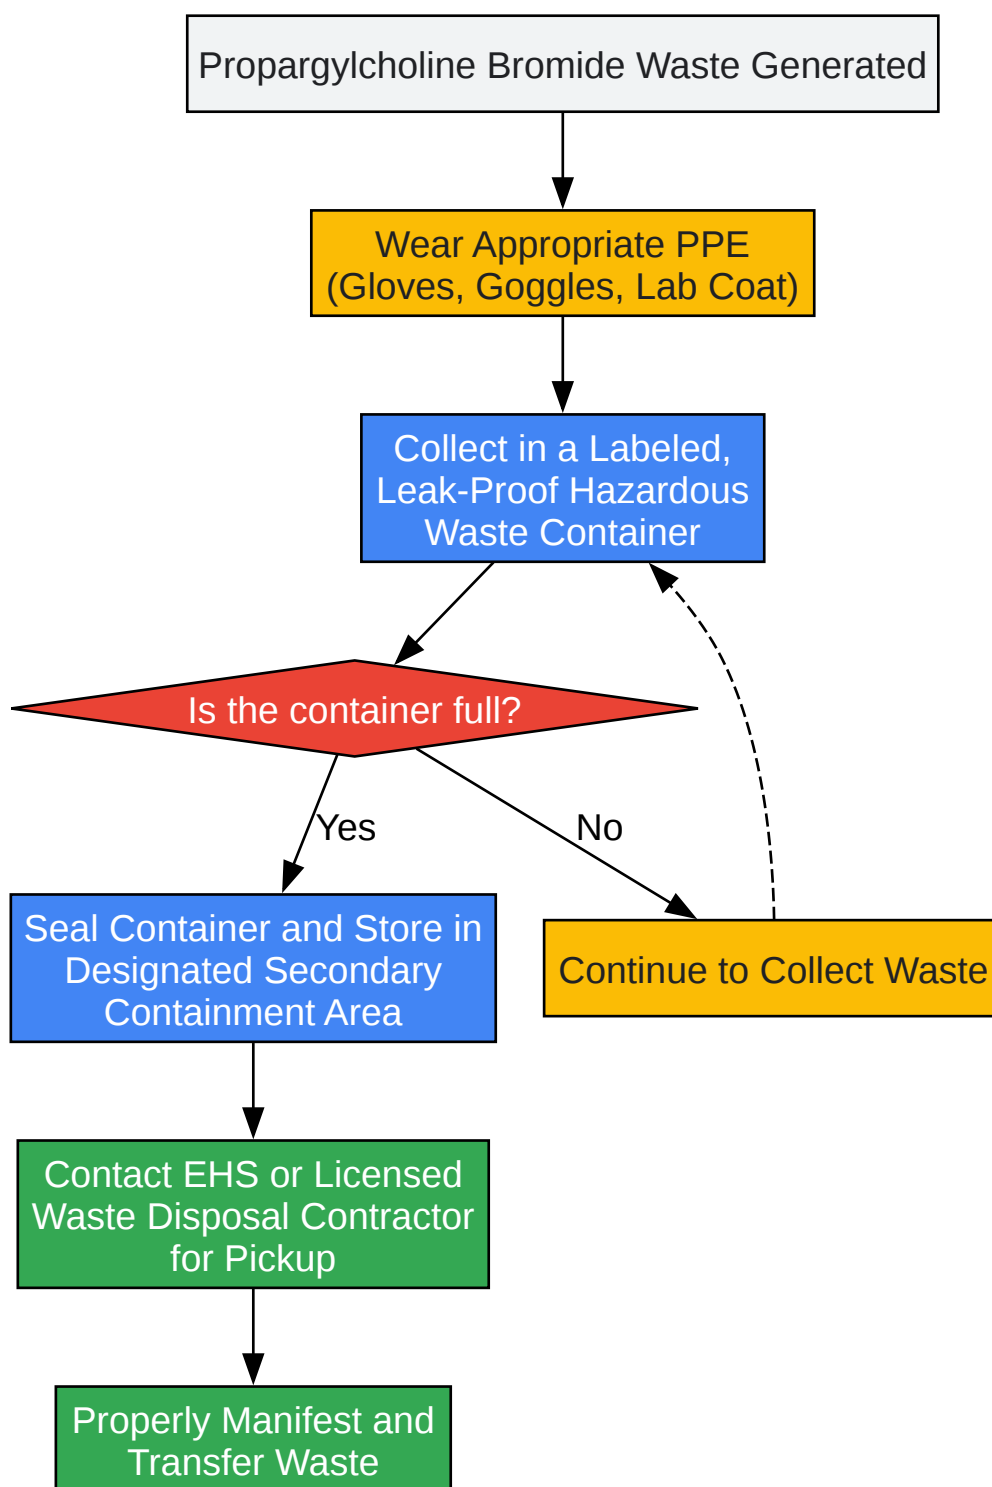 Propargylcholine Bromide Waste Generated
Wear Appropriate PPE
(Gloves, Goggles, Lab Coat)
Collect in a Labeled,
Leak-Proof Hazardous
Waste Container
Is the container full?
Yes
No
Seal Container and Store in
Designated Secondary
Containment Area
Continue to Collect Waste
Contact EHS or Licensed
Waste Disposal Contractor
for Pickup
Properly Manifest and
Transfer Waste